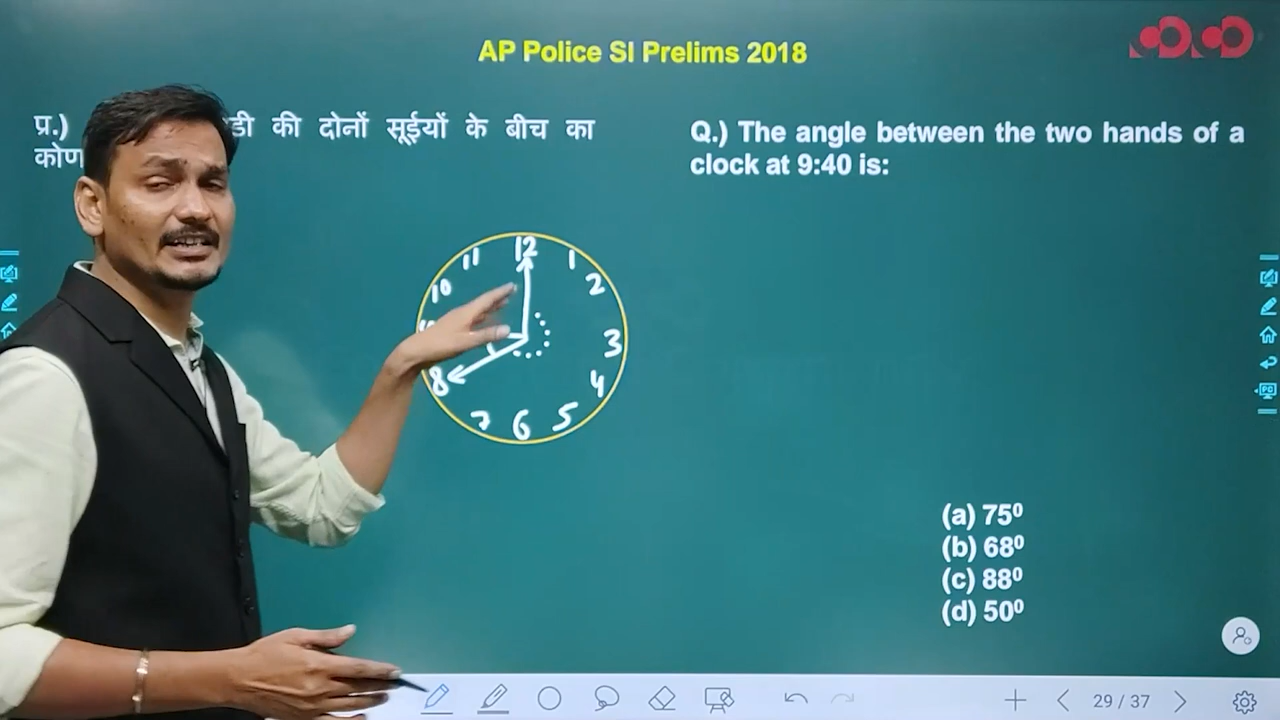 AP Police SI Prelims 2018
प्र.) की दोनों सूईयों के बीच का
कोण
Q.) The angle between the two hands of a
clock at 9:40 is:
12
11
1
10
2
3
8
4
7
6
5
(a) 75⁰
(b) 68⁰
(c) 88⁰
(d) 50⁰
29 / 37